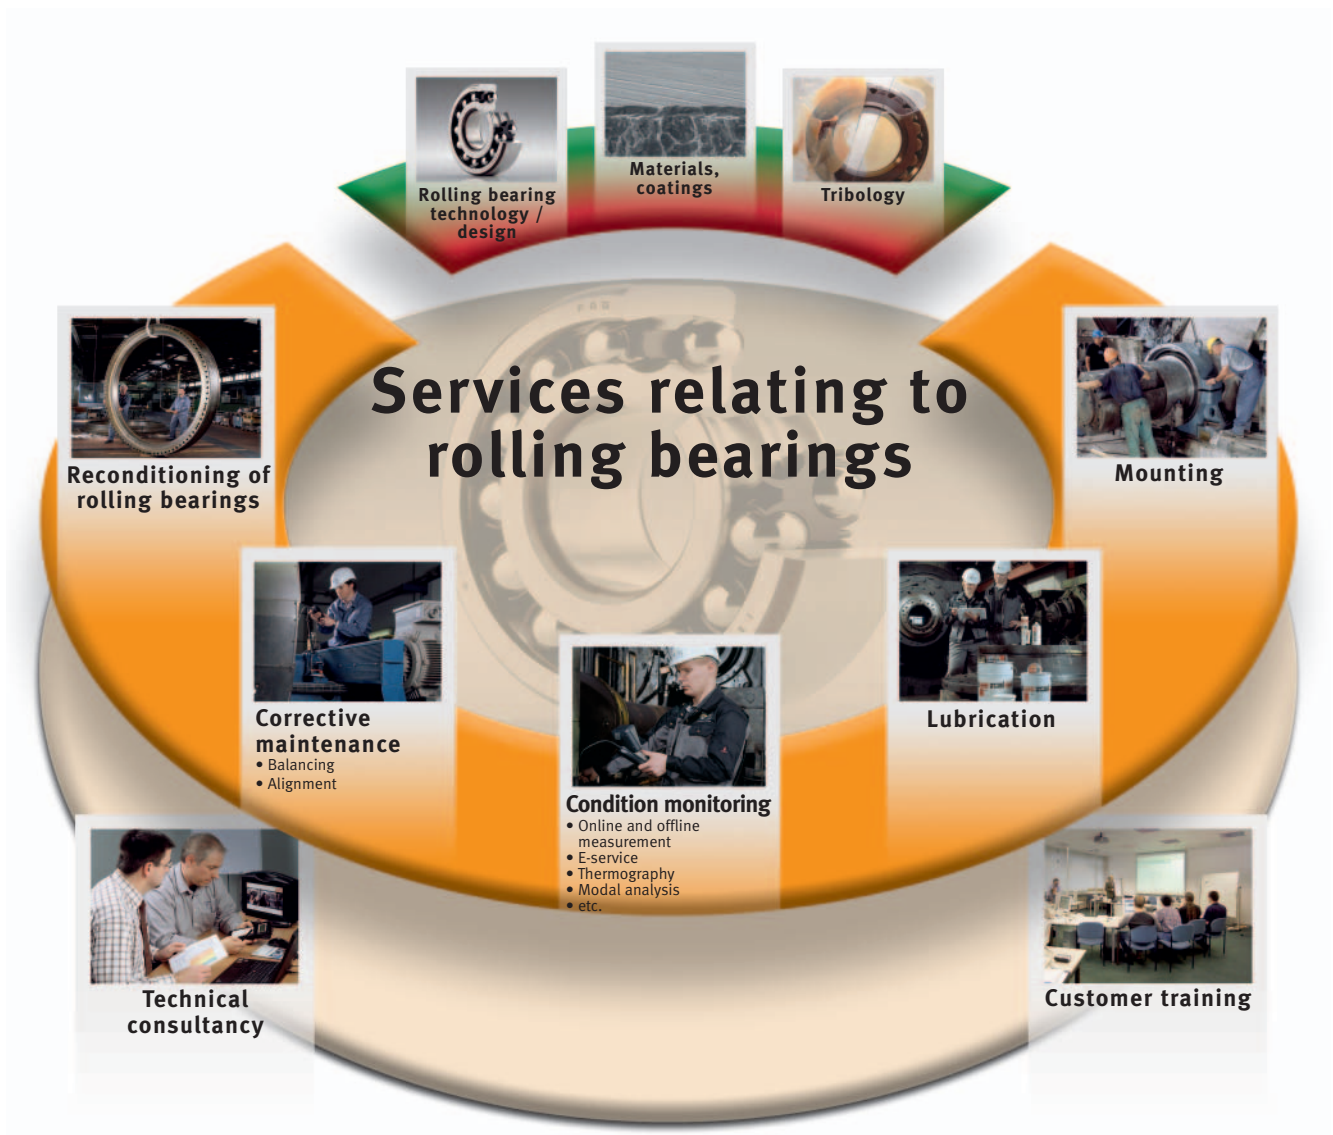 Materials,
coatings
Rolling bearing
technology /
design
Tribology
FAG
Services relating to
rolling bearings
Reconditioning of
rolling bearings
Mounting
Corrective
maintenance
• Balancing
• Alignment
Lubrication
Condition monitoring
• Online and offline
measurement
• E-service
• Thermography
• Modal analysis
• etc.
Technical
consultancy
Customer training